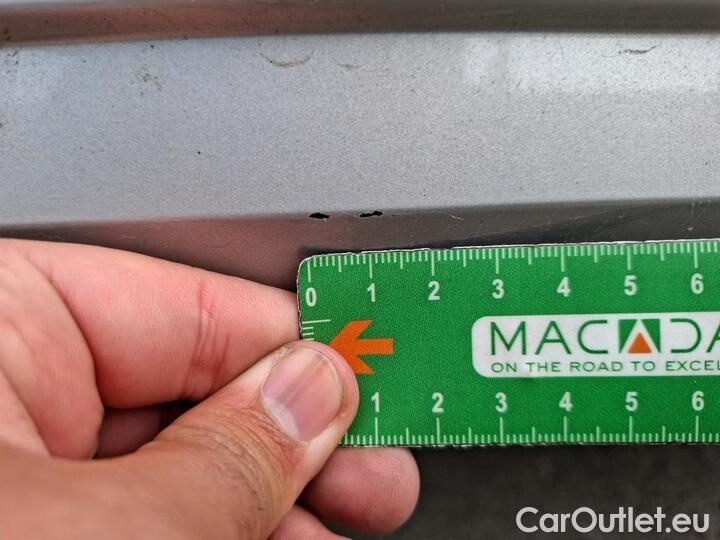 0 1 2 3 4 5 6
MACADA
ON THE ROAD TO EXCEL
1 2 3 4 5 6
CarOutlet.eu